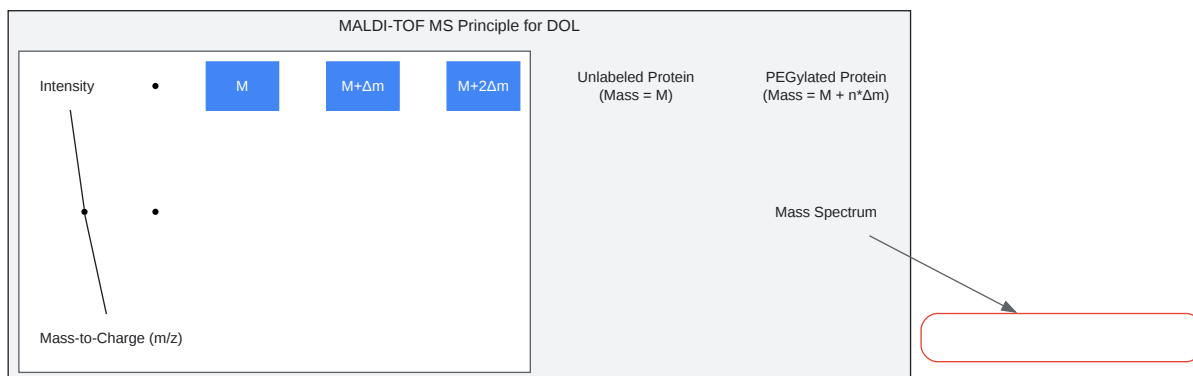 MALDI-TOF MS Principle for DOL
Intensity
M
M+Δm
M+2Δm
Unlabeled Protein
(Mass = M)
PEGylated Protein
(Mass = M + n*Δm)
Mass Spectrum
Mass-to-Charge (m/z)